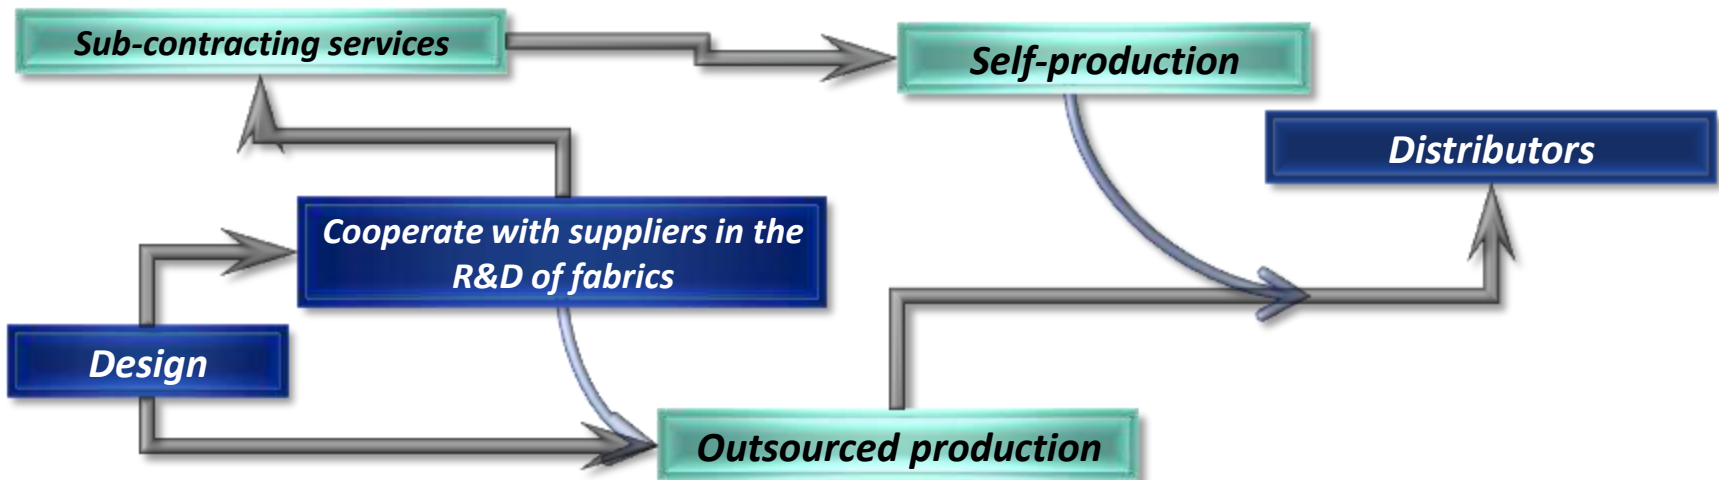 Sub-contracting services
Self-production
Distributors
Cooperate with suppliers in the
R&D of fabrics
Design
Outsourced production